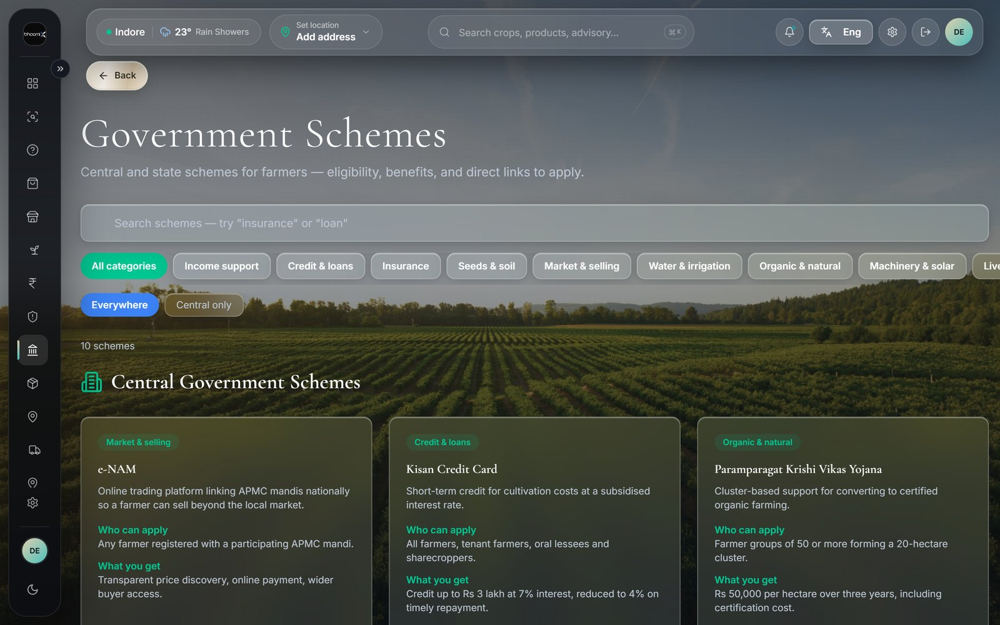 bhoomiX
Indore
23° Rain Showers
Set location
Add address
Search crops, products, advisory...
⌘ K
Eng
DE
Back
Government Schemes
Central and state schemes for farmers — eligibility, benefits, and direct links to apply.
Search schemes — try "insurance" or "loan"
All categories
Income support
Credit & loans
Insurance
Seeds & soil
Market & selling
Water & irrigation
Organic & natural
Machinery & solar
Live
Everywhere
Central only
10 schemes
Central Government Schemes
Market & selling
e-NAM
Online trading platform linking APMC mandis nationally
so a farmer can sell beyond the local market.
Who can apply
Any farmer registered with a participating APMC mandi.
What you get
Transparent price discovery, online payment, wider
buyer access.
Credit & loans
Kisan Credit Card
Short-term credit for cultivation costs at a subsidised
interest rate.
Who can apply
All farmers, tenant farmers, oral lessees and
sharecroppers.
What you get
Credit up to Rs 3 lakh at 7% interest, reduced to 4% on
timely repayment.
Organic & natural
Paramparagat Krishi Vikas Yojana
Cluster-based support for converting to certified
organic farming.
Who can apply
Farmer groups of 50 or more forming a 20-hectare
cluster.
What you get
Rs 50,000 per hectare over three years, including
certification cost.
DE